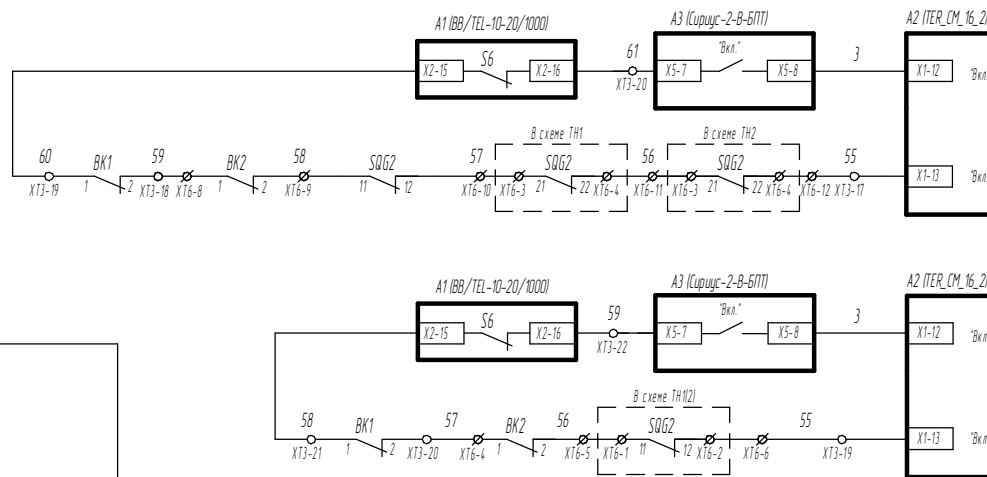 A1 (BB/TEL-10-20/1000)
A3 (Сириус-2-В-БПТ)
A2 (TER_CM_16_2)
X2-15
S6
X2-16
61
XT3-20
"Вкл."
X5-7
X5-8
3
X1-12
"Вкл.
60
XT3-19
BK1
1
2
59
XT3-18
XT6-8
BK2
1
2
58
XT6-9
SQG2
11
12
57
XT6-10
В схеме ТН1
XT6-3
SQG2
21
22
XT6-4
56
XT6-11
В схеме ТН2
XT6-3
SQG2
21
22
XT6-4
XT6-12
55
XT3-17
X1-13
"Вкл.
A1 (BB/TEL-10-20/1000)
A3 (Сириус-2-В-БПТ)
A2 (TER_CM_16_2)
X2-15
S6
X2-16
59
XT3-22
"Вкл."
X5-7
X5-8
3
X1-12
"Вкл.
58
XT3-21
BK1
1
2
57
XT3-20
XT6-4
BK2
1
2
56
XT6-5
В схеме ТН1(2)
XT6-1
SQG2
11
12
XT6-2
XT6-6
55
XT3-19
X1-13
"Вкл.